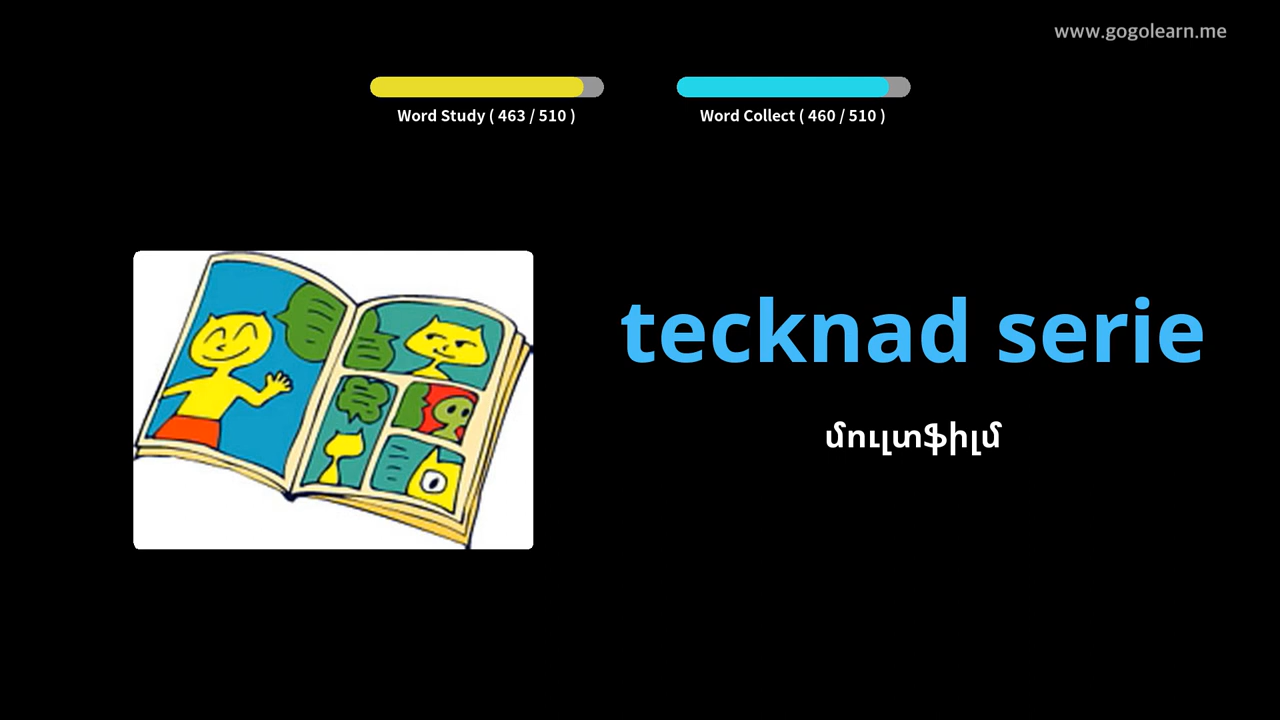 www.gogolearn.me
Word Study ( 463 / 510 )
Word Collect ( 460 / 510 )
tecknad serie
մուլտֆիլմ